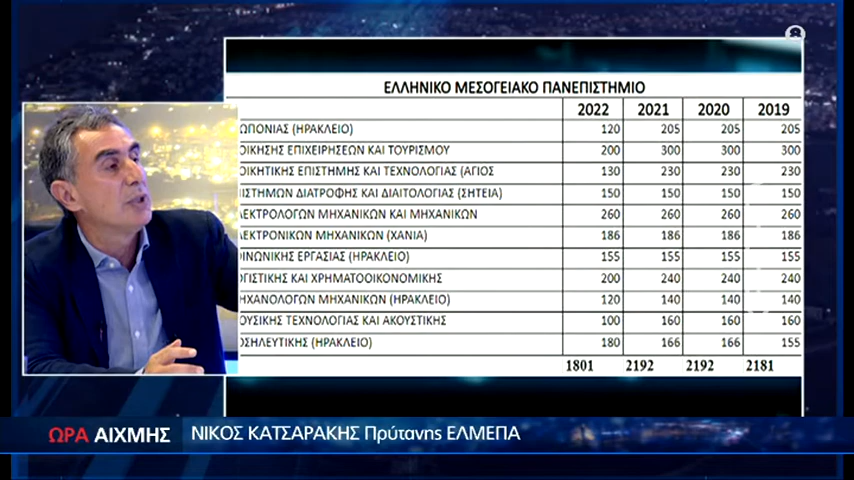 8
ΕΛΛΗΝΙΚΟ ΜΕΣΟΓΕΙΑΚΟ ΠΑΝΕΠΙΣΤΗΜΙΟ
2022 2021 2020 2019
ΩΠΟΝΙΑΣ (ΗΡΑΚΛΕΙΟ) 120 205 205 205
ΟΙΚΗΣΗΣ ΕΠΙΧΕΙΡΗΣΕΩΝ ΚΑΙ ΤΟΥΡΙΣΜΟΥ 200 300 300 300
ΟΙΚΗΤΙΚΗΣ ΕΠΙΣΤΗΜΗΣ ΚΑΙ ΤΕΧΝΟΛΟΓΙΑΣ (ΑΓΙΟΣ 130 230 230 230
ΙΣΤΗΜΩΝ ΔΙΑΤΡΟΦΗΣ ΚΑΙ ΔΙΑΙΤΟΛΟΓΙΑΣ (ΣΗΤΕΙΑ) 150 150 150 150
ΛΕΚΤΡΟΛΟΓΩΝ ΜΗΧΑΝΙΚΩΝ ΚΑΙ ΜΗΧΑΝΙΚΩΝ 260 260 260 260
ΛΕΚΤΡΟΝΙΚΩΝ ΜΗΧΑΝΙΚΩΝ (ΧΑΝΙΑ) 186 186 186 186
ΟΙΝΩΝΙΚΗΣ ΕΡΓΑΣΙΑΣ (ΗΡΑΚΛΕΙΟ) 155 155 155 155
ΟΓΙΣΤΙΚΗΣ ΚΑΙ ΧΡΗΜΑΤΟΟΙΚΟΝΟΜΙΚΗΣ 200 240 240 240
ΗΧΑΝΟΛΟΓΩΝ ΜΗΧΑΝΙΚΩΝ (ΗΡΑΚΛΕΙΟ) 120 140 140 140
ΟΥΣΙΚΗΣ ΤΕΧΝΟΛΟΓΙΑΣ ΚΑΙ ΑΚΟΥΣΤΙΚΗΣ 100 160 160 160
ΟΣΗΛΕΥΤΙΚΗΣ (ΗΡΑΚΛΕΙΟ) 180 166 166 155
1801 2192 2192 2181
ΩΡΑ ΑΙΧΜΗΣ ΝΙΚΟΣ ΚΑΤΣΑΡΑΚΗΣ Πρύτανης ΕΛΜΕΠΑ